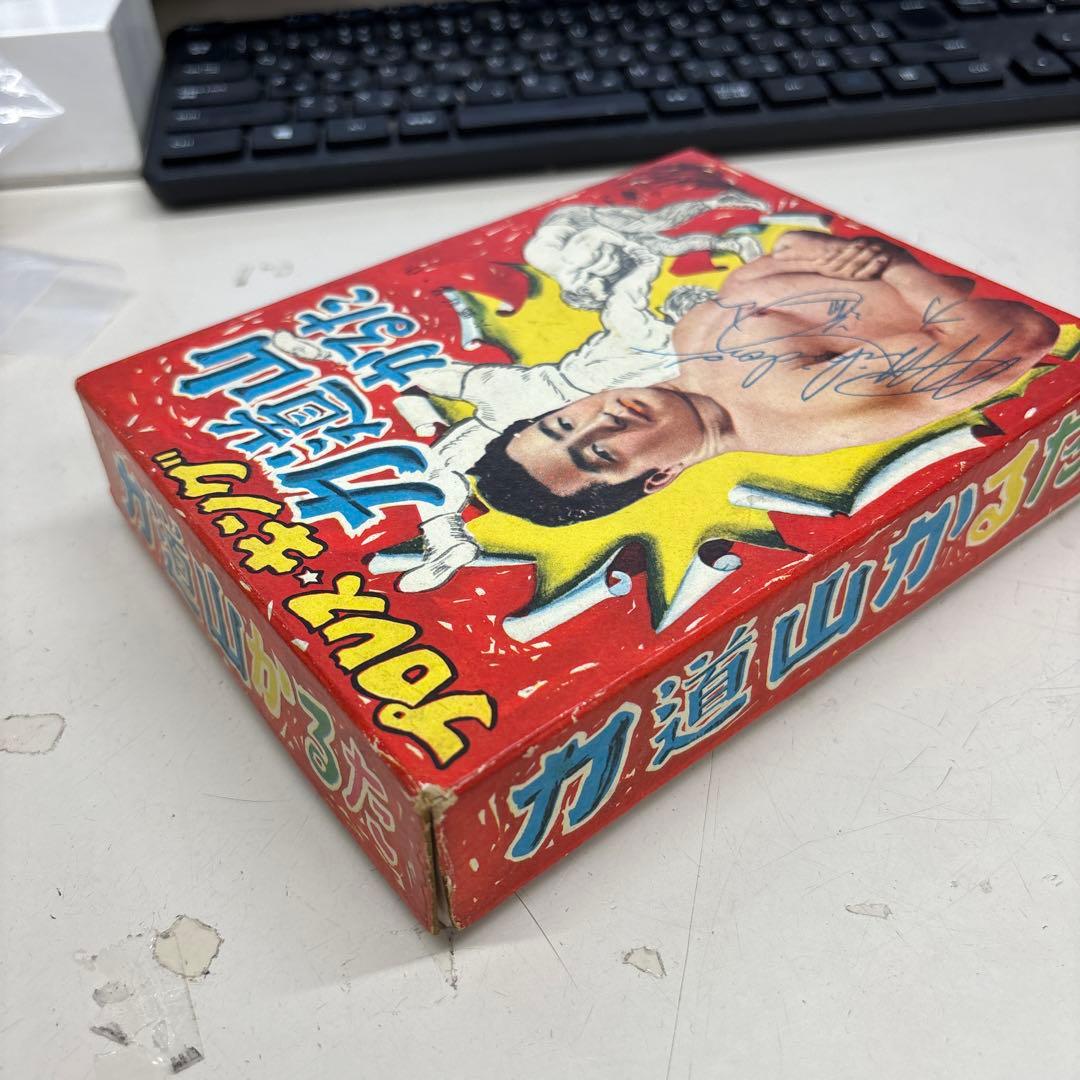 プロレス・キング
力道山
かるた
力道山かるた
力道山かるた